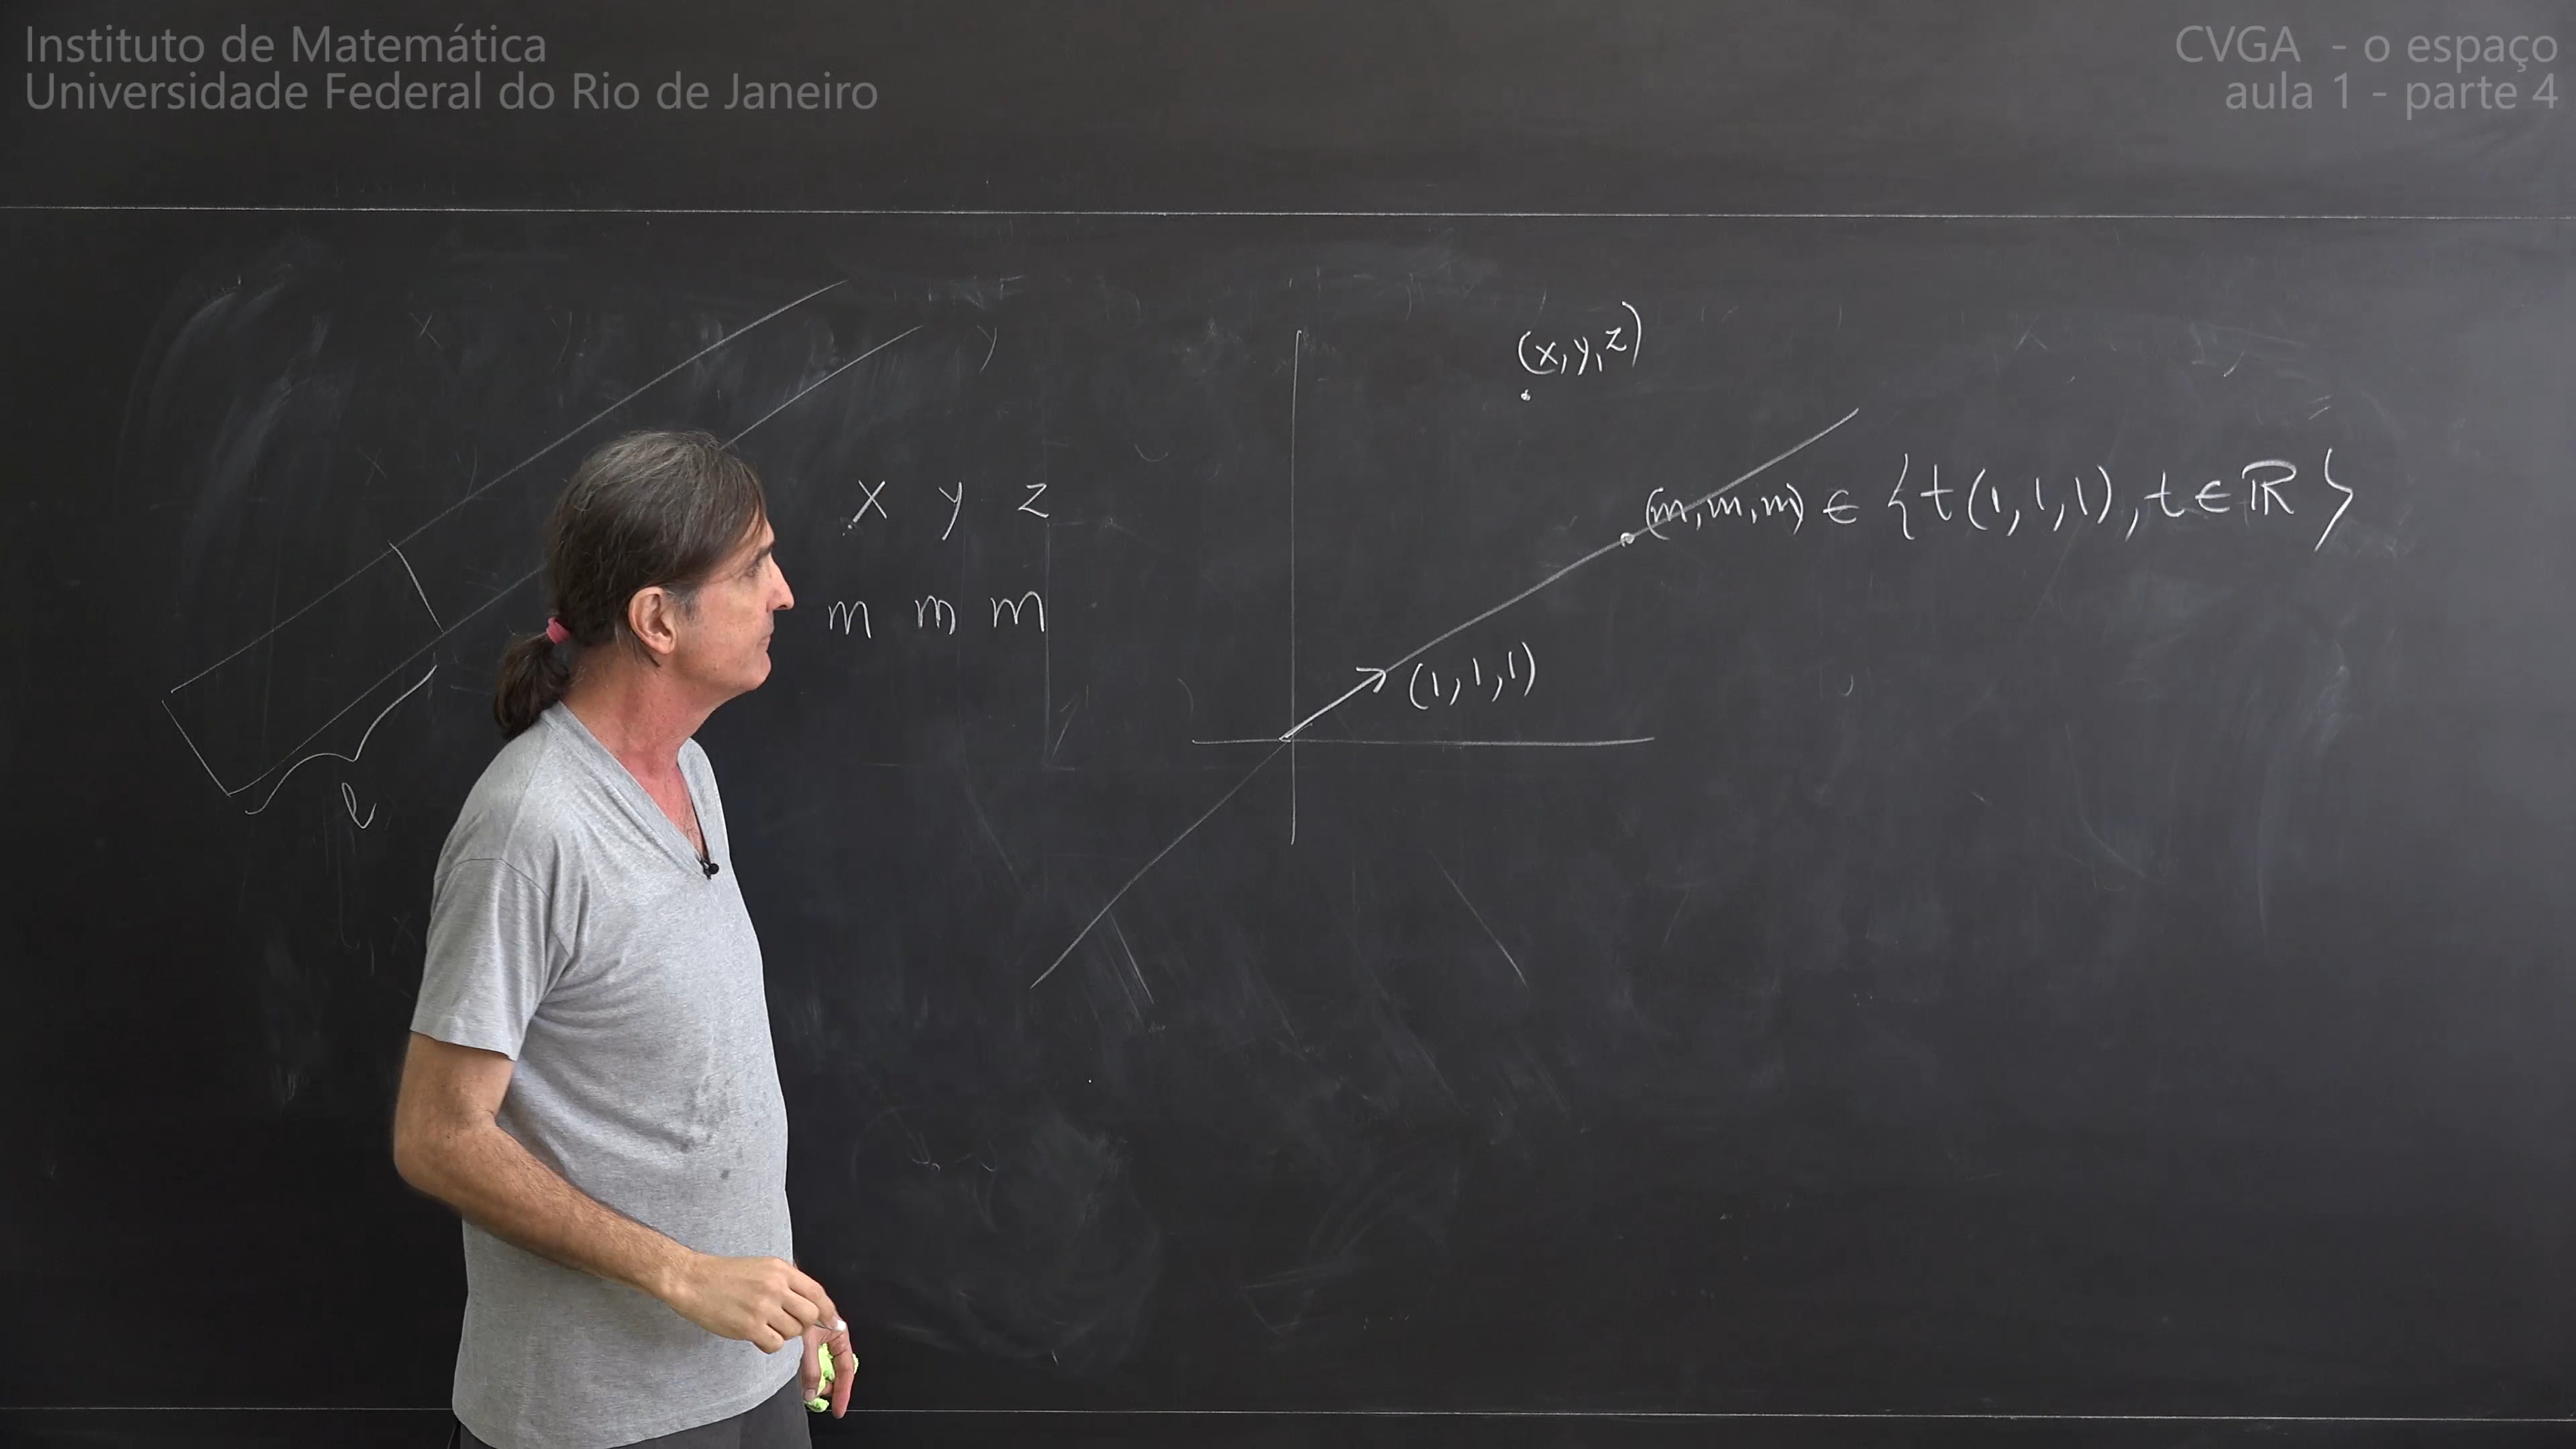 Instituto de Matemática
Universidade Federal do Rio de Janeiro
CVGA - o espaço
aula 1 - parte 4
(x, y, z)
x y z
(m, m, m) ∈ {t(1, 1, 1), t ∈ ℝ}
m m m
(1, 1, 1)